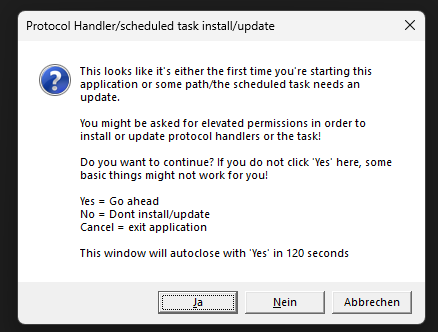 Protocol Handler/scheduled task install/update
This looks like it's either the first time you're starting this
application or some path/the scheduled task needs an
update.
You might be asked for elevated permissions in order to
install or update protocol handlers or the task!
Do you want to continue? If you do not click 'Yes' here, some
basic things might not work for you!
Yes = Go ahead
No = Dont install/update
Cancel = exit application
This window will autoclose with 'Yes' in 120 seconds
Ja
Nein
Abbrechen